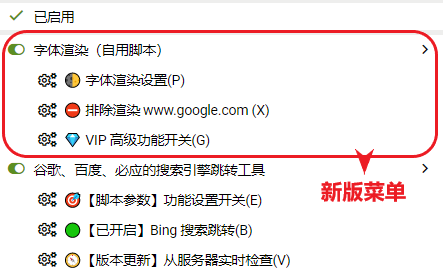 已启用
字体渲染（自用脚本）
字体渲染设置(P)
排除渲染 www.google.com (X)
VIP 高级功能开关(G)
谷歌、百度、必应的搜索引擎跳转工具
新版菜单
【脚本参数】功能设置开关(E)
【已开启】Bing 搜索跳转(B)
【版本更新】从服务器实时检查(V)